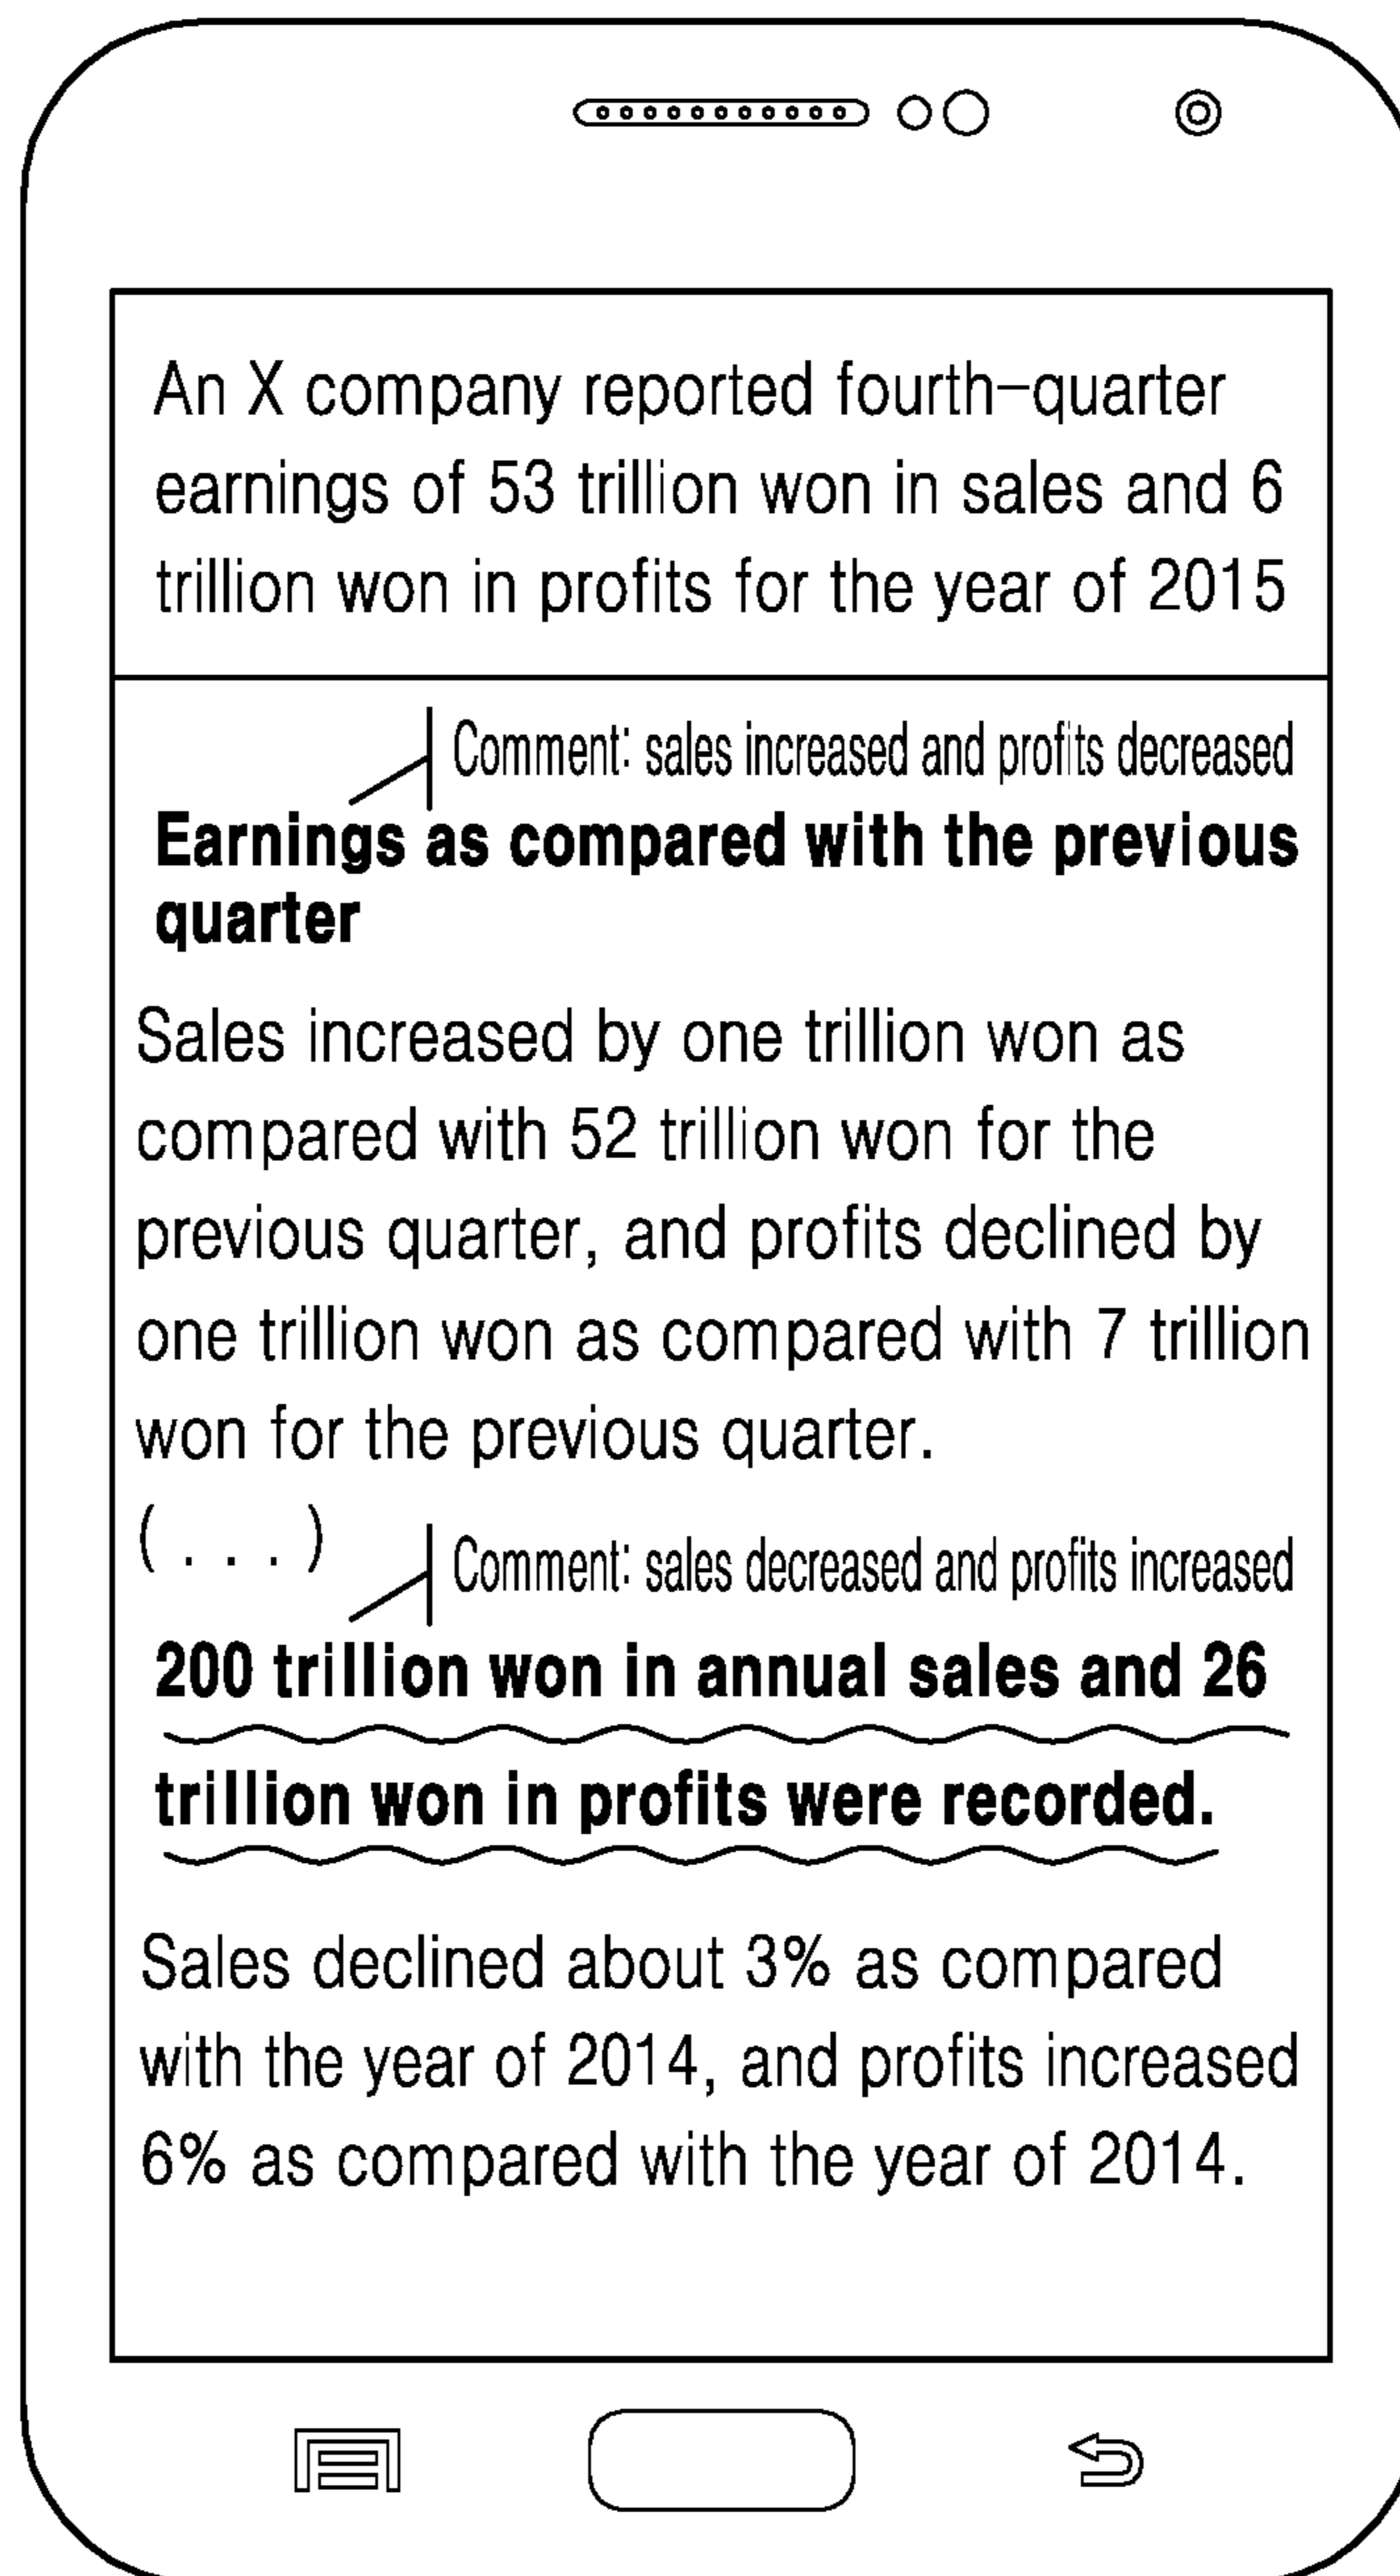 An X company reported fourth-quarter
earnings of 53 trillion won in sales and 6
trillion won in profits for the year of 2015
Comment: sales increased and profits decreased
Earnings as compared with the previous
quarter
Sales increased by one trillion won as
compared with 52 trillion won for the
previous quarter, and profits declined by
one trillion won as compared with 7 trillion
won for the previous quarter.
(...)
Comment: sales decreased and profits increased
200 trillion won in annual sales and 26
trillion won in profits were recorded.
Sales declined about 3% as compared
with the year of 2014, and profits increased
6% as compared with the year of 2014.